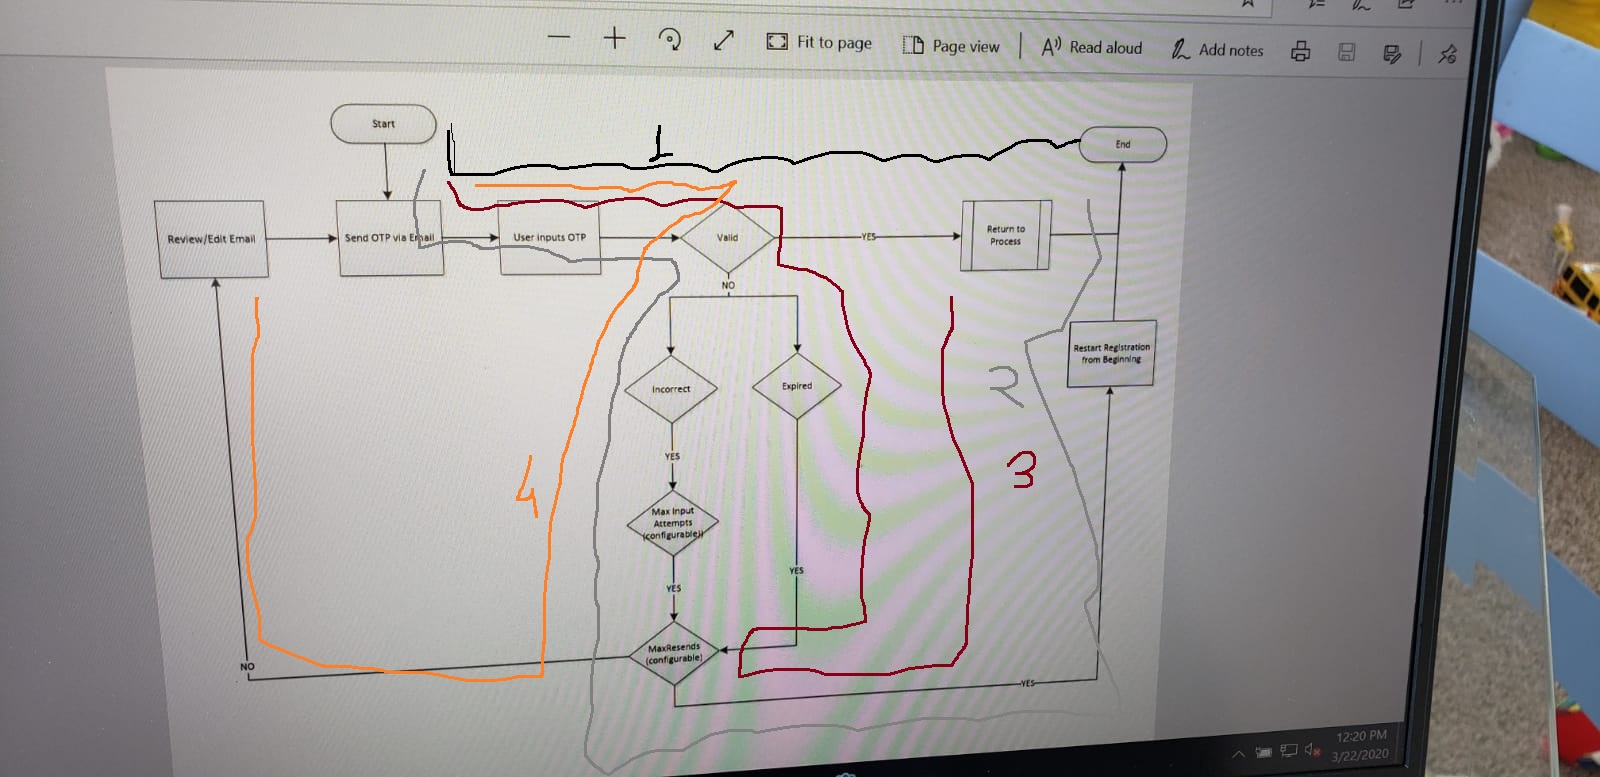 Fit to page
Page view
Read aloud
Add notes
Start
1
End
Review/Edit Email
Send OTP via Email
User inputs OTP
Valid
YES
Return to
Process
NO
Restart Registration
from Beginning
Incorrect
Expired
2
YES
3
4
Max Input
Attempts
(configurable)
YES
YES
MaxResends
(configurable)
NO
YES
12:20 PM
3/22/2020